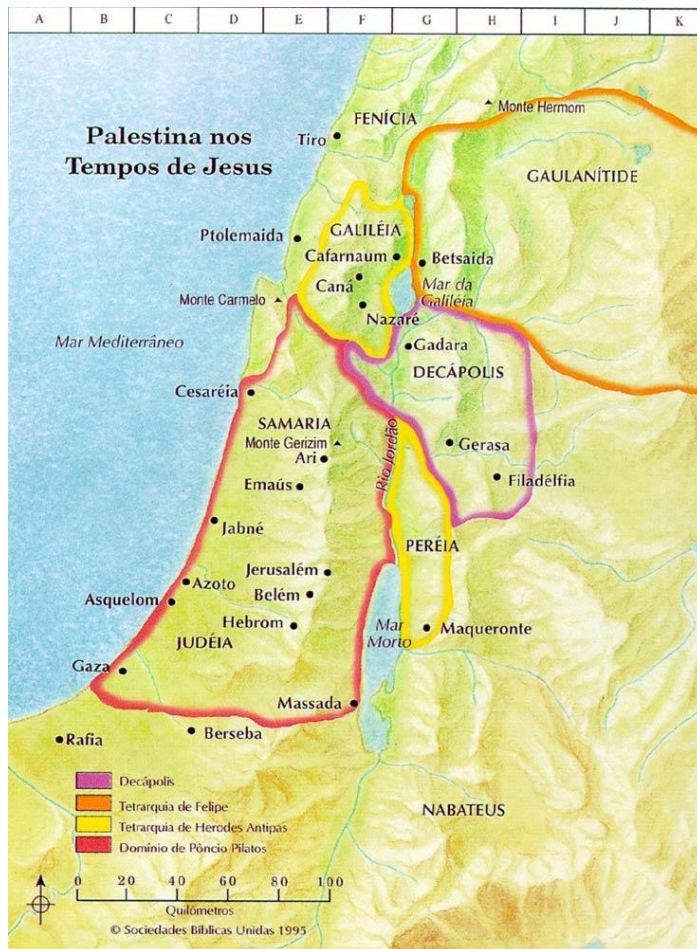 A B C D E F G H I J K
Palestina nos
Tempos de Jesus
Tiro
FENÍCIA
Monte Hermom
GAULANÍTIDE
Ptolemaida
GALILÉIA
Cafarnaum
Betsaida
Caná
Mar da
Galiléia
Monte Carmelo
Nazaré
Mar Mediterrâneo
Gadara
DECÁPOLIS
Cesaréia
SAMARIA
Monte Gerizim
Ari
Rio Jordão
Gerasa
Emaús
Filadélfia
Jabné
PERÉIA
Jerusalém
Azoto
Belém
Asquelom
Hebrom
JUDÉIA
Mar
Morto
Maqueronte
Gaza
Massada
Rafia
Berseba
Decápolis
Tetrarquia de Felipe
Tetrarquia de Herodes Antipas
Domínio de Pôncio Pilatos
NABATEUS
0 20 40 60 80 100
Quilómetros
© Sociedades Bíblicas Unidas 1995